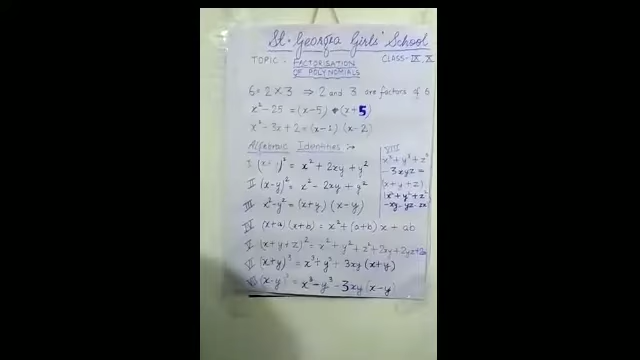 St. Georgia Girls' School
TOPIC:- FACTORISATION OF POLYNOMIALS
CLASS-IX, X
6 = 2 × 3 ⇒ 2 and 3 are factors of 6
x² - 25 = (x-5) (x+5)
x² - 3x + 2 = (x-1) (x-2)
Algebraic Identities :-
I (x+y)² = x² + 2xy + y²
II (x-y)² = x² - 2xy + y²
III x² - y² = (x+y) (x-y)
IV (x+a) (x+b) = x² + (a+b) x + ab
V (x+y+z)² = x² + y² + z² + 2xy + 2yz + 2zx
VI (x+y)³ = x³ + y³ + 3xy (x+y)
VII (x-y)³ = x³ - y³ - 3xy (x-y)
VIII
x³ + y³ + z³
- 3xyz =
(x+y+z)
(x² + y² + z²
-xy - yz - zx)